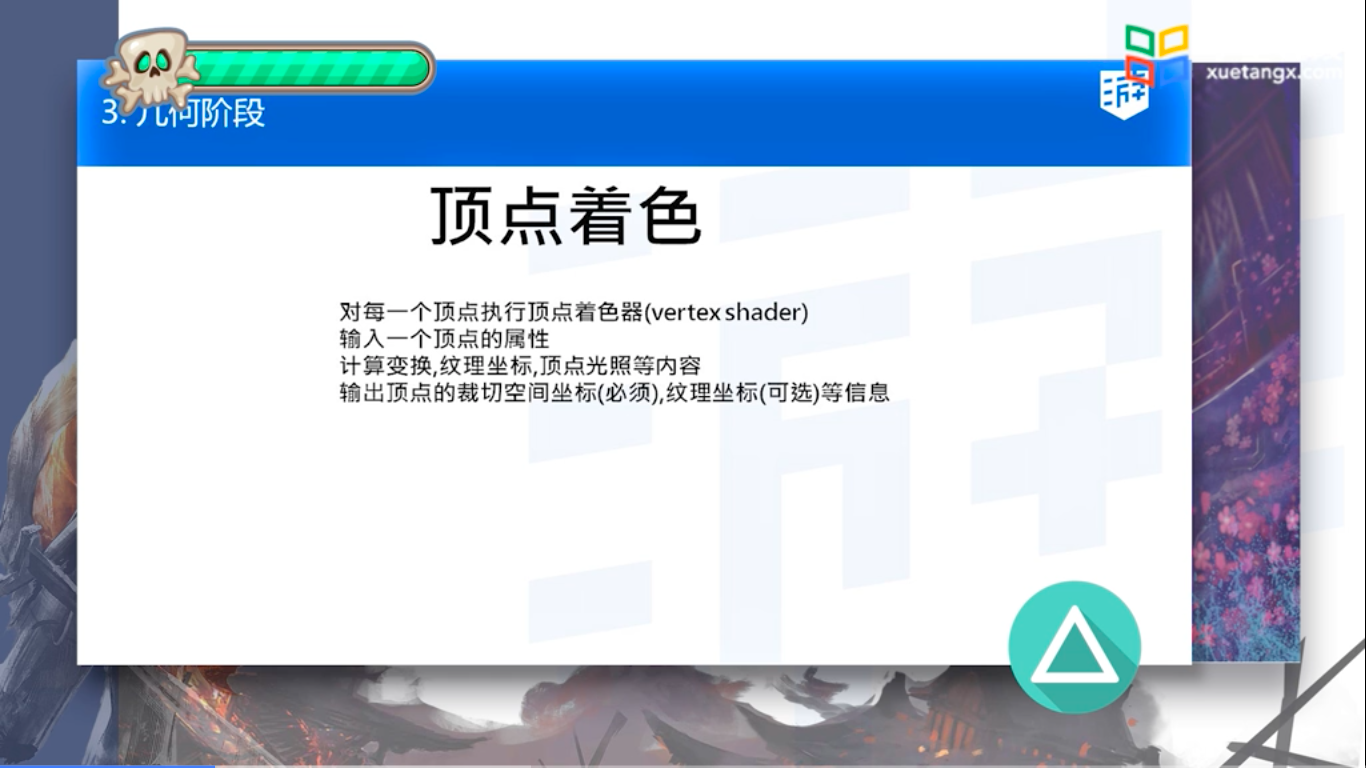 xuetangx.com
3. 几何阶段
游
顶点着色
对每一个顶点执行顶点着色器(vertex shader)
输入一个顶点的属性
计算变换,纹理坐标,顶点光照等内容
输出顶点的裁切空间坐标(必须),纹理坐标(可选)等信息